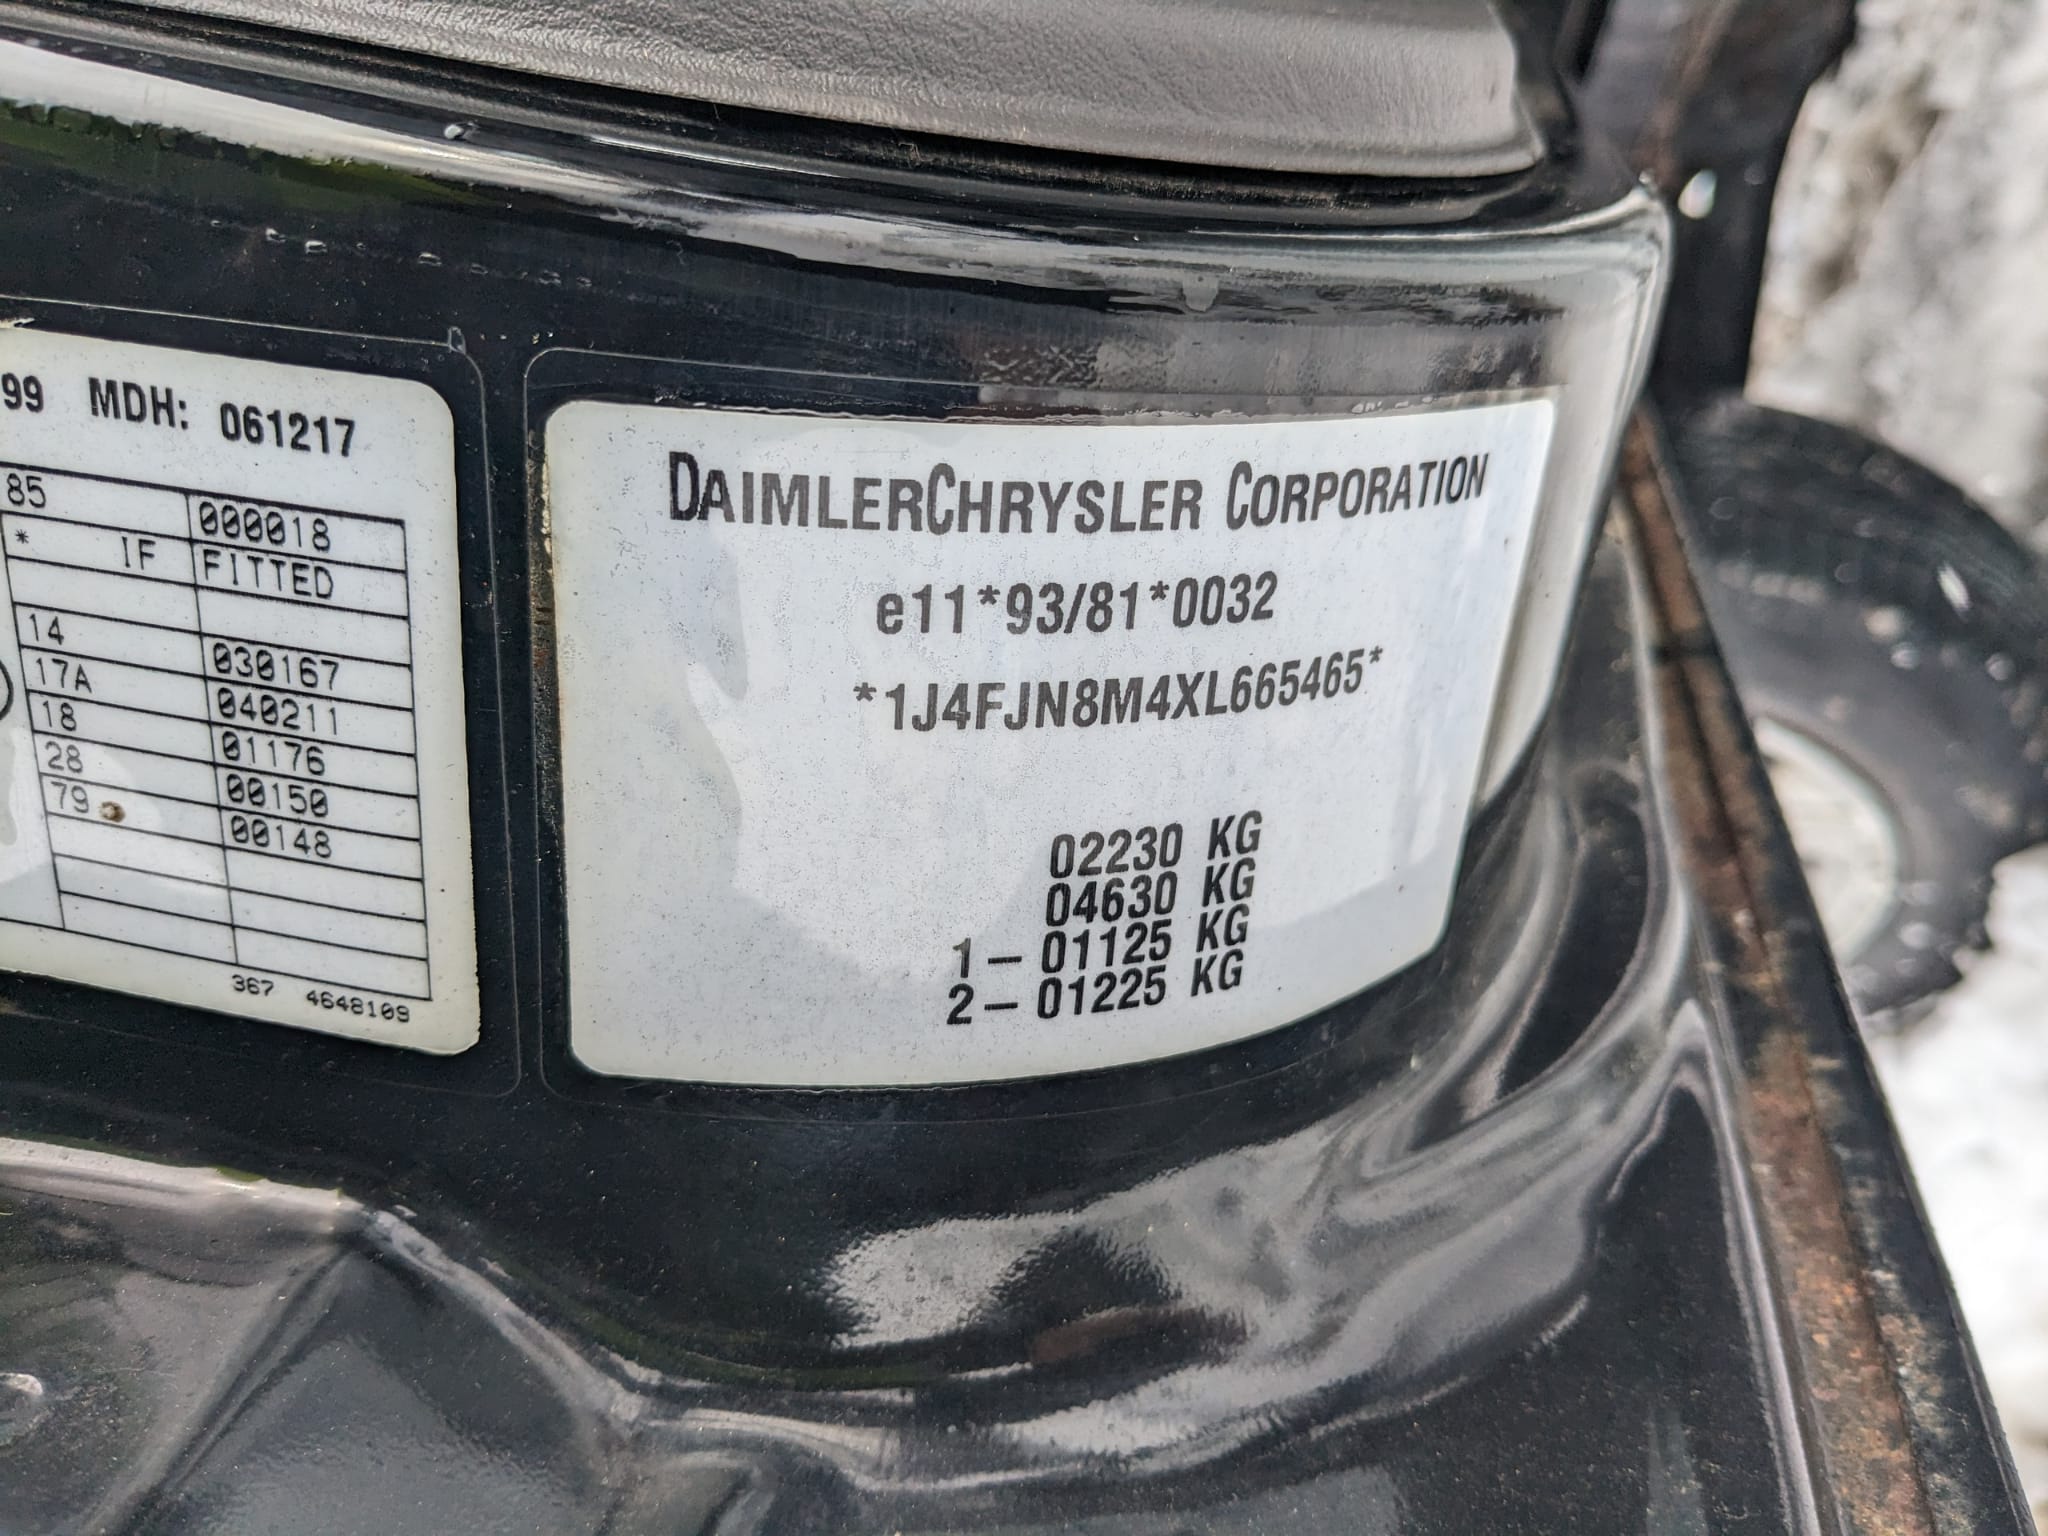 99 MDH: 061217
85 000018
* IF FITTED
14 030167
17A 040211
18 01176
28 00150
79 00148
367 4648109
DAIMLERCHRYSLER CORPORATION
e11*93/81*0032
*1J4FJN8M4XL665465*
02230 KG
04630 KG
1 – 01125 KG
2 – 01225 KG